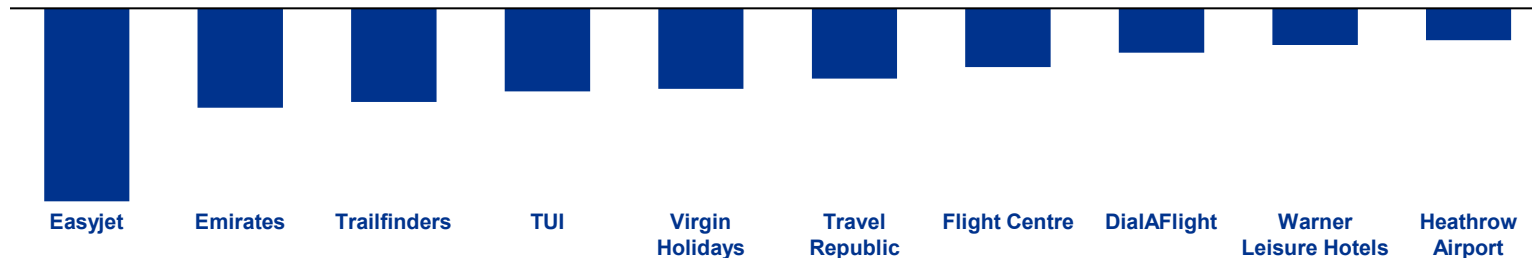 Easyjet
Emirates
Trailfinders
TUI
Virgin
Holidays
Travel
Republic
Flight Centre
DialAFlight
Warner
Leisure Hotels
Heathrow
Airport